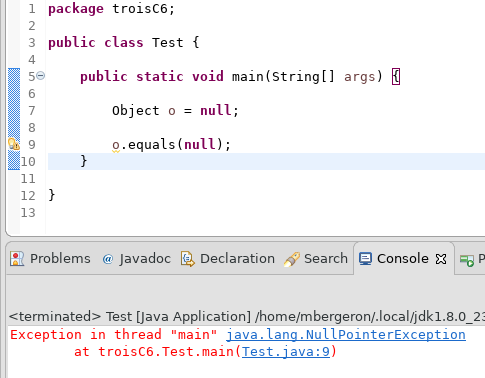 1 package troisC6;
2
3 public class Test {
4
5 public static void main(String[] args) {
6
7 Object o = null;
8
9 o.equals(null);
10 }
11
12 }
13
Problems @ Javadoc Declaration Search Console P
<terminated> Test [Java Application] /home/mbergeron/.local/jdk1.8.0_23
Exception in thread "main" java.lang.NullPointerException
at troisC6.Test.main(Test.java:9)